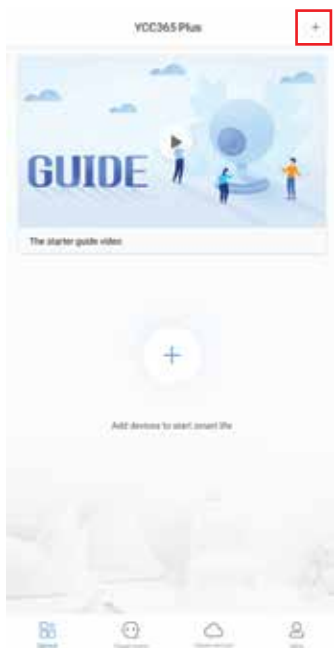 YCC365 Plus
+
GUIDE
The starter guide video
+
Add devices to start smart life